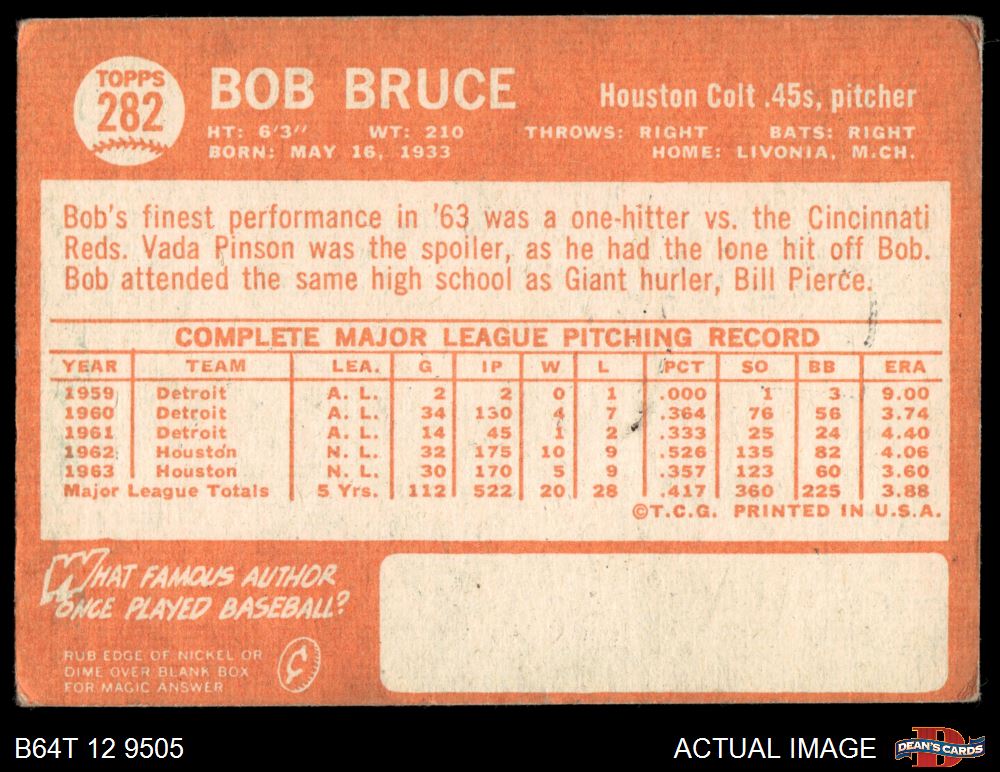 TOPPS
282
BOB BRUCE
Houston Colt .45s, pitcher
HT: 6'3" WT: 210 THROWS: RIGHT BATS: RIGHT
BORN: MAY 16, 1933 HOME: LIVONIA, M.CH.
Bob's finest performance in '63 was a one-hitter vs. the Cincinnati
Reds. Vada Pinson was the spoiler, as he had the lone hit off Bob.
Bob attended the same high school as Giant hurler, Bill Pierce.
COMPLETE MAJOR LEAGUE PITCHING RECORD
YEAR TEAM LEA. G IP W L PCT SO BB ERA
1959 Detroit A. L. 2 2 0 1 .000 1 3 9.00
1960 Detroit A. L. 34 130 4 7 .364 76 56 3.74
1961 Detroit A. L. 14 45 1 2 .333 25 24 4.40
1962 Houston N. L. 32 175 10 9 .526 135 82 4.06
1963 Houston N. L. 30 170 5 9 .357 123 60 3.60
Major League Totals 5 Yrs. 112 522 20 28 .417 360 225 3.88
©T.C.G. PRINTED IN U.S.A.
WHAT FAMOUS AUTHOR
ONCE PLAYED BASEBALL?
RUB EDGE OF NICKEL OR
DIME OVER BLANK BOX
FOR MAGIC ANSWER
B64T 12 9505
ACTUAL IMAGE
D
DEAN'S CARDS